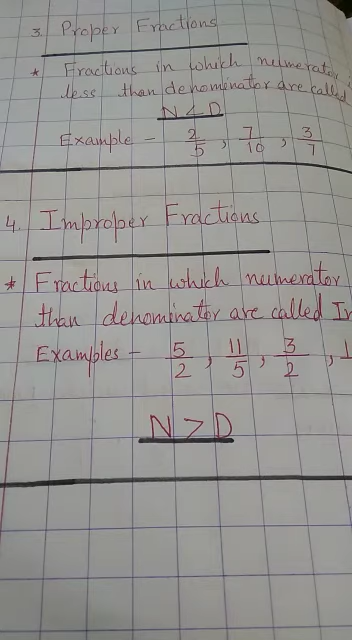 3. Proper Fractions
* Fractions in which numerator
less than denominator are called
N < D
Example - 2/5, 7/10, 3/7
4. Improper Fractions
* Fractions in which numerator
than denominator are called
Examples - 5/2, 11/5, 3/2,
N > D